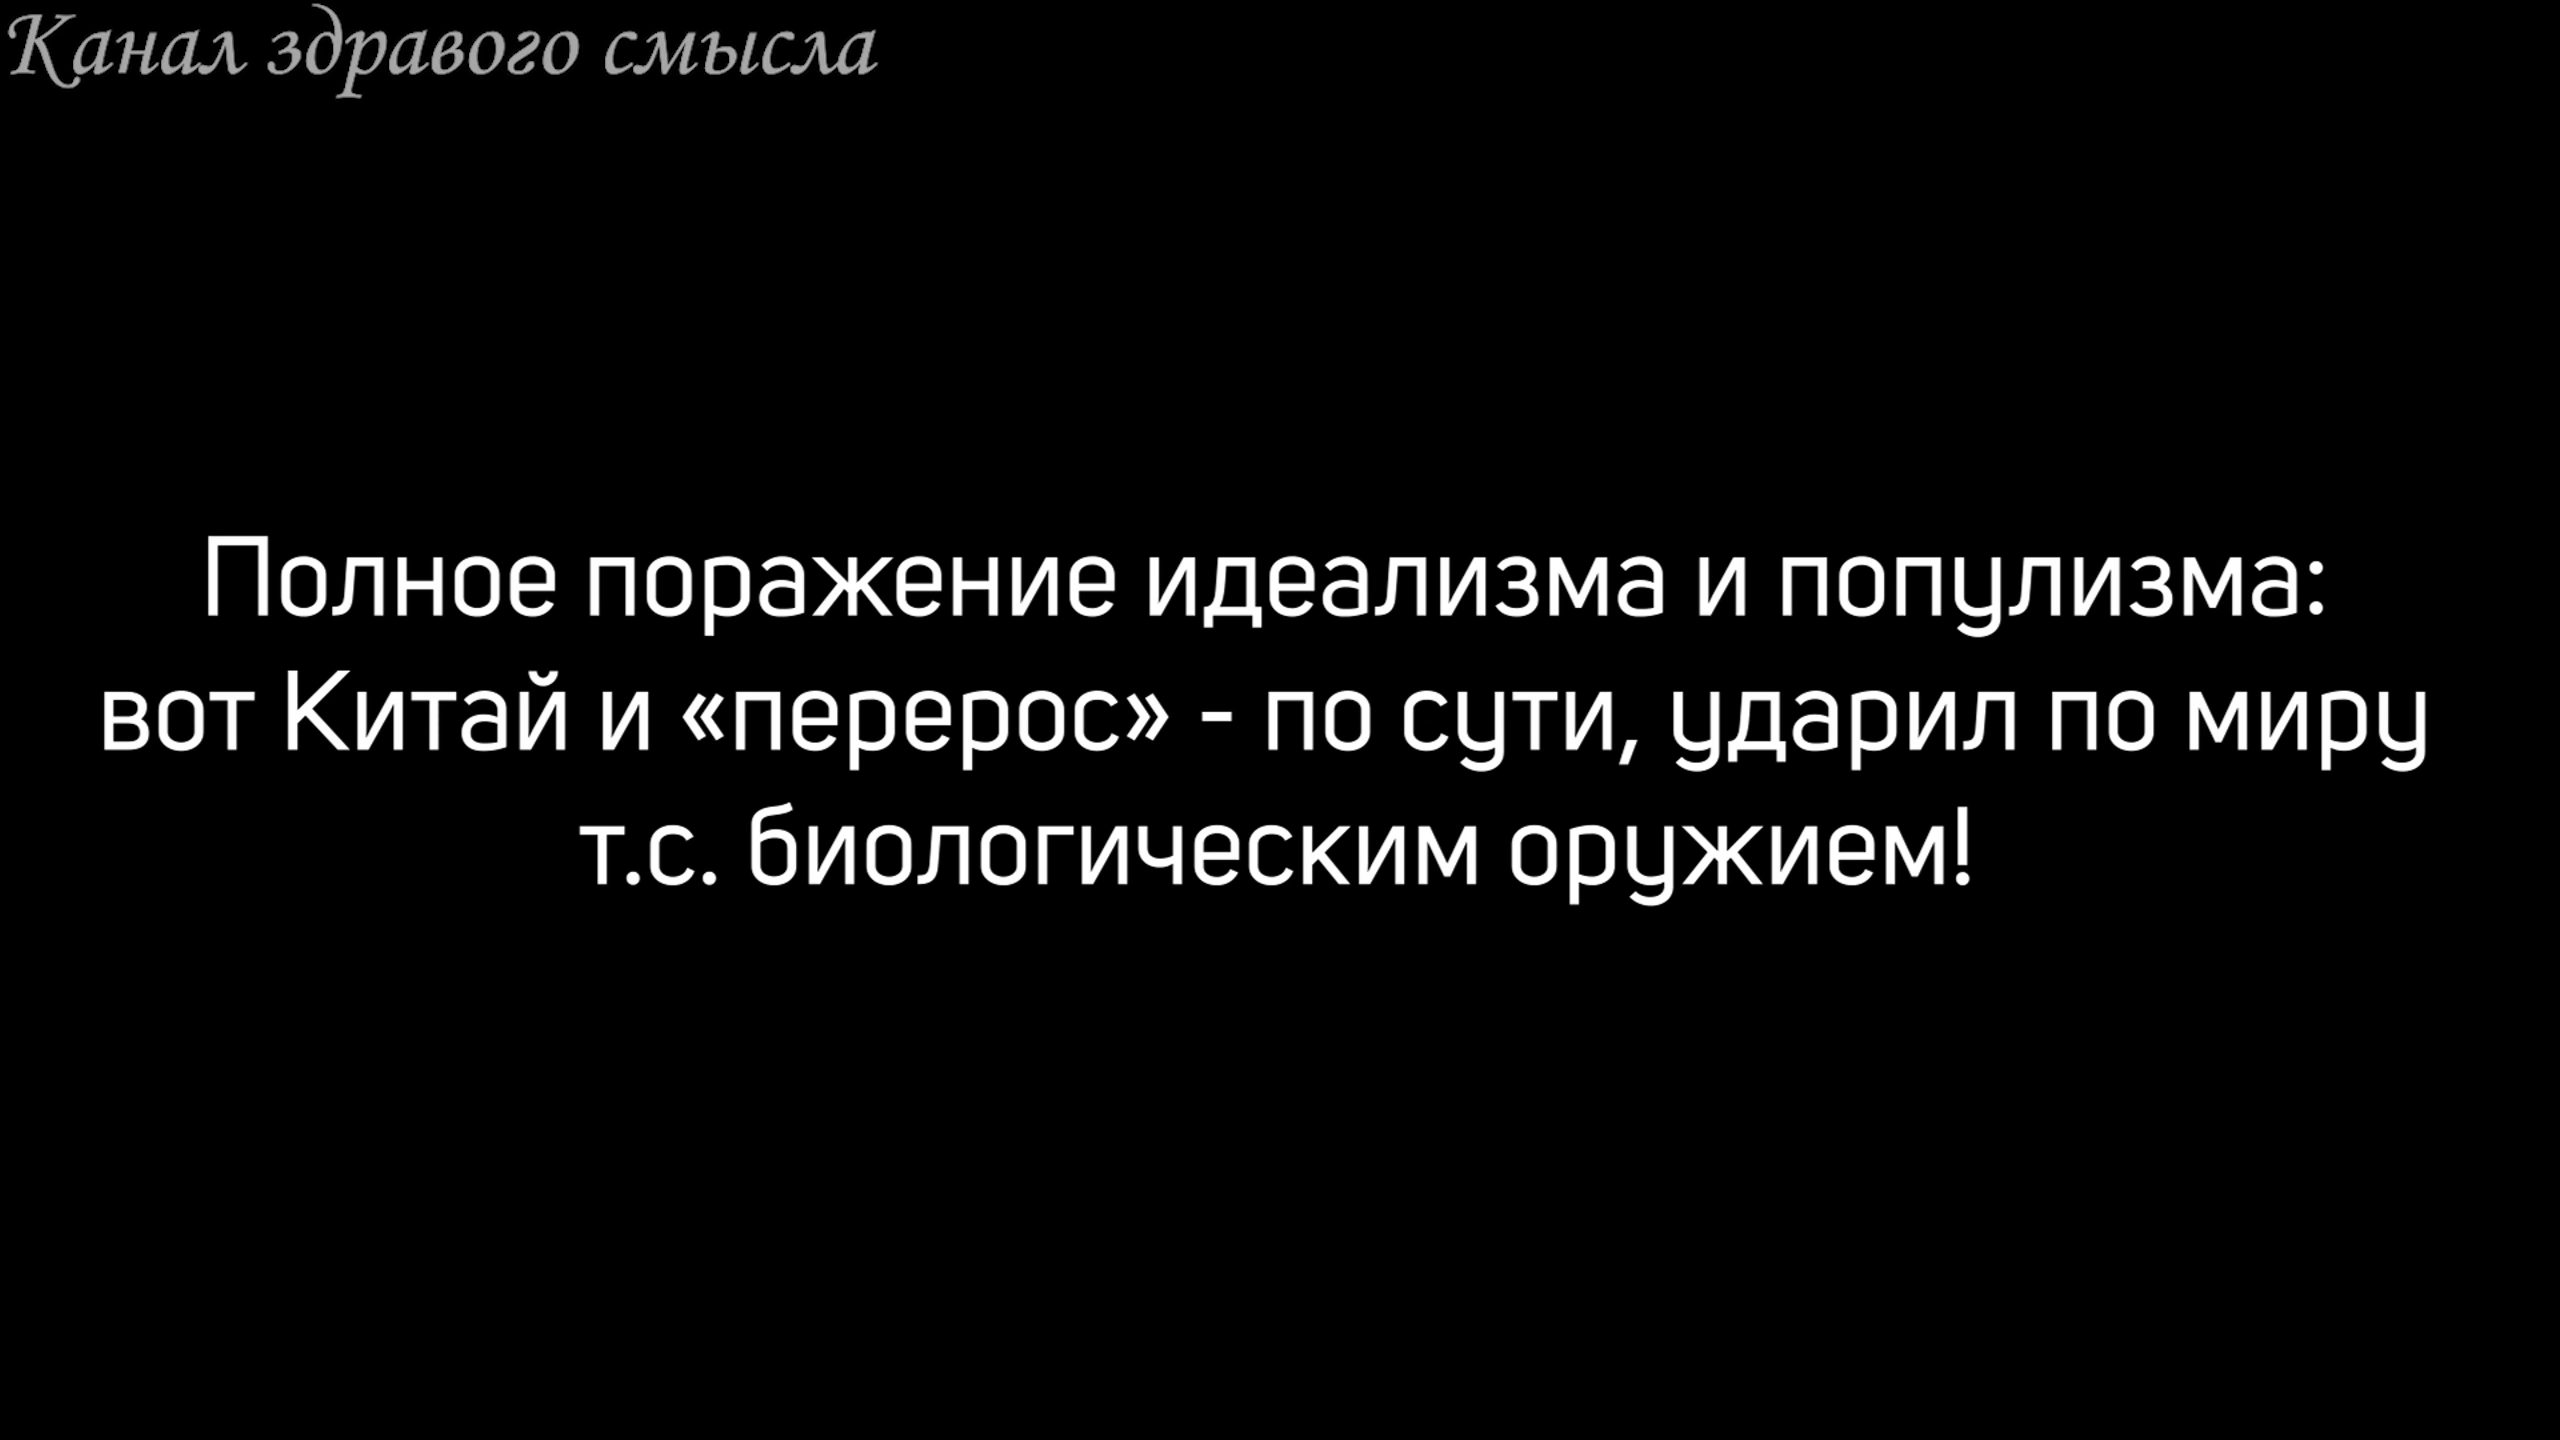 Канал здравого смысла
Полное поражение идеализма и популизма:
вот Китай и «перерос» - по сути, ударил по миру
т.с. биологическим оружием!